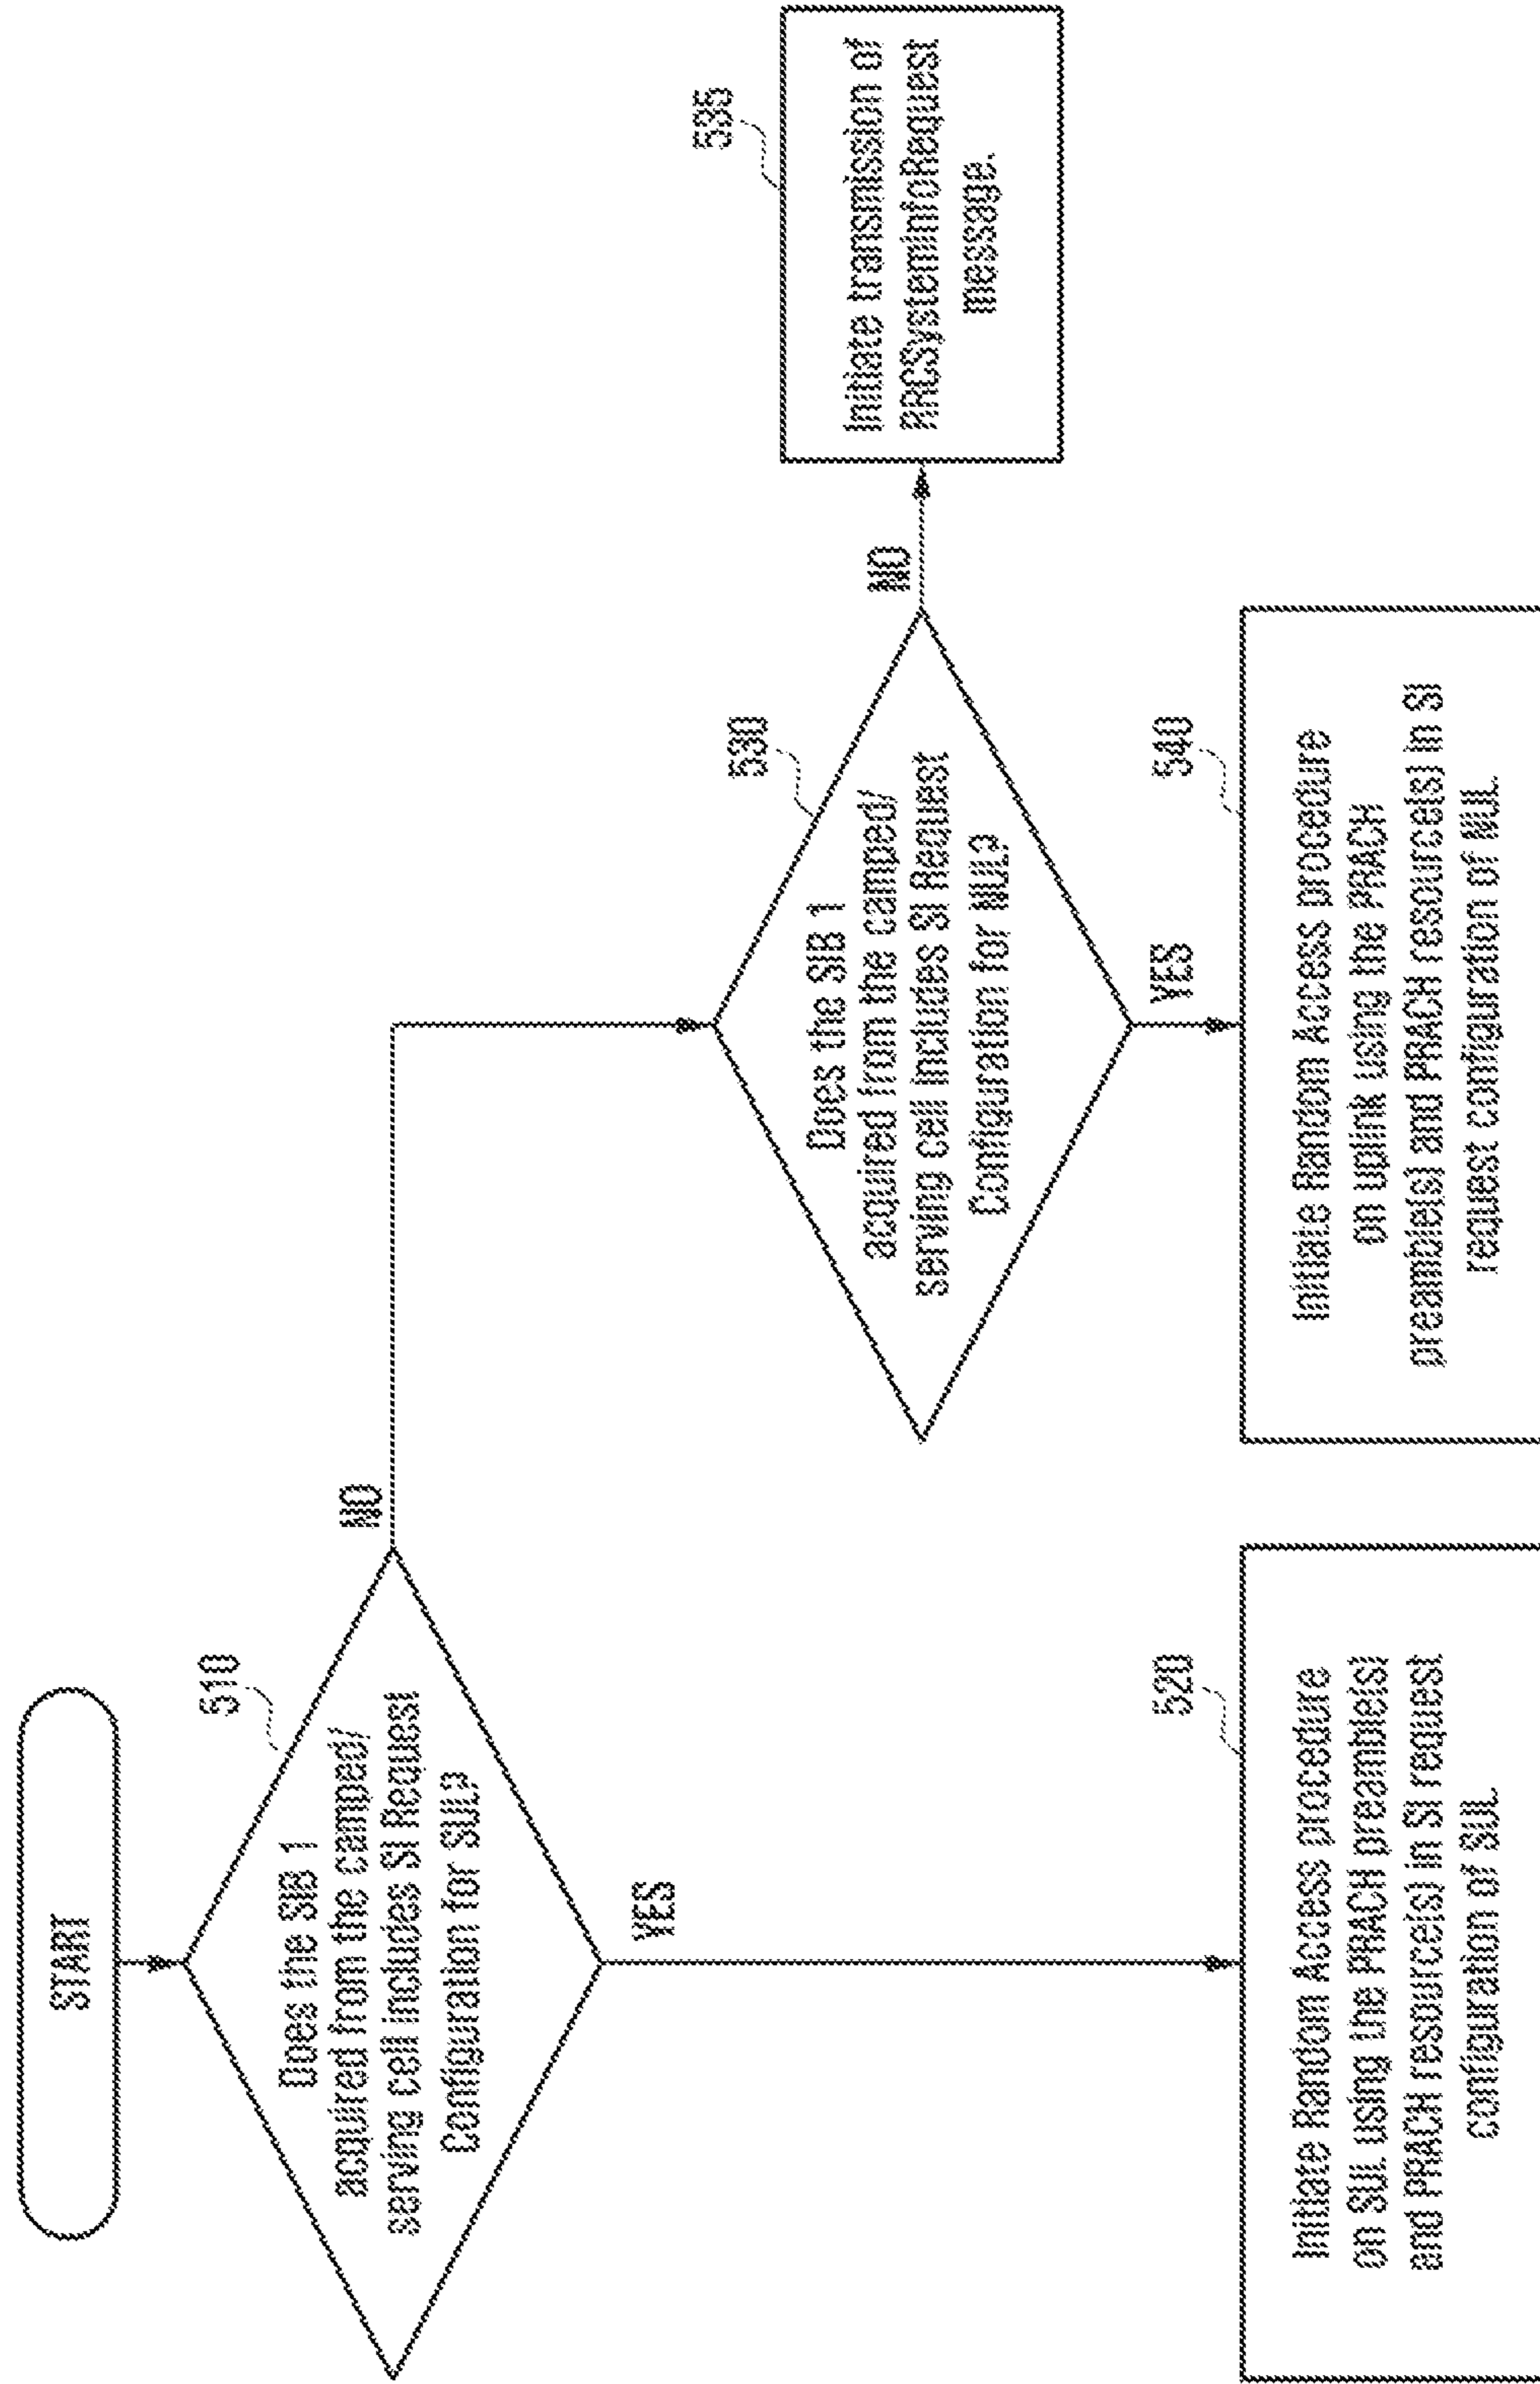 START
510
Does the SIB 1
acquired from the camped/
serving cell includes SI Request
Configuration for SUL?
NO
YES
530
Does the SIB 1
acquired from the camped/
serving cell includes SI Request
Configuration for NUL?
NO
YES
535
Initiate transmission of
RRCSystemInfoRequest
message.
520
Initiate Random Access procedure
on SUL using the PRACH preamble(s)
and PRACH resource(s) in SI request
configuration of SUL
540
Initiate Random Access procedure
on uplink using the PRACH
preamble(s) and PRACH resource(s) in SI
request configuration of NUL.